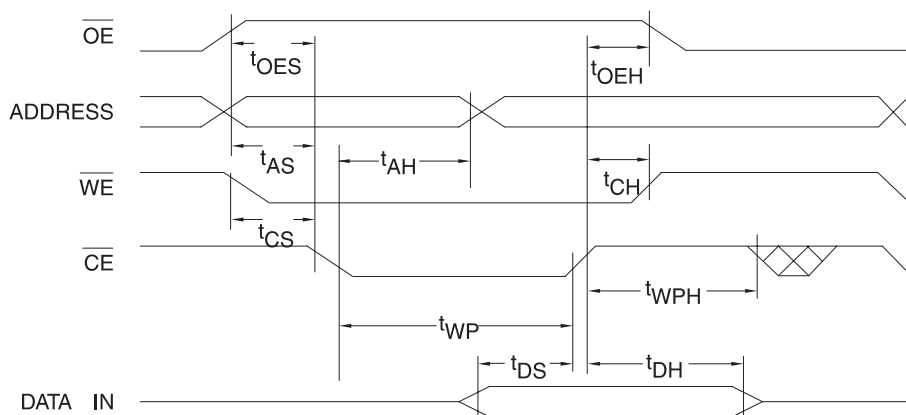 OE
tOES
tOEH
ADDRESS
tAS
tAH
WE
tCH
tCS
CE
tWPH
tWP
tDS
tDH
DATA IN